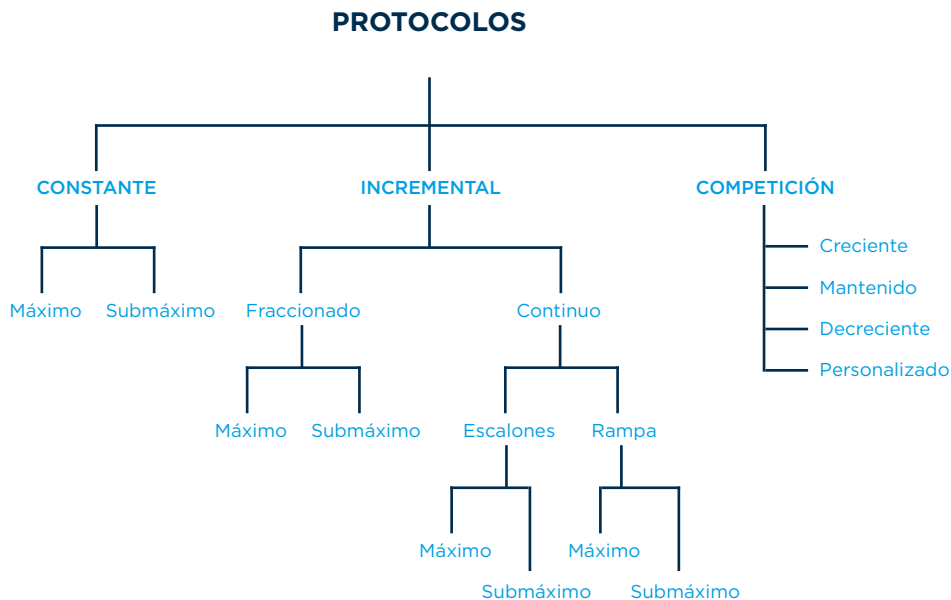 PROTOCOLOS
CONSTANTE
INCREMENTAL
COMPETICIÓN
Creciente
Mantenido
Decreciente
Personalizado
Máximo
Submáximo
Fraccionado
Continuo
Máximo
Submáximo
Escalones
Rampa
Máximo
Máximo
Submáximo
Submáximo